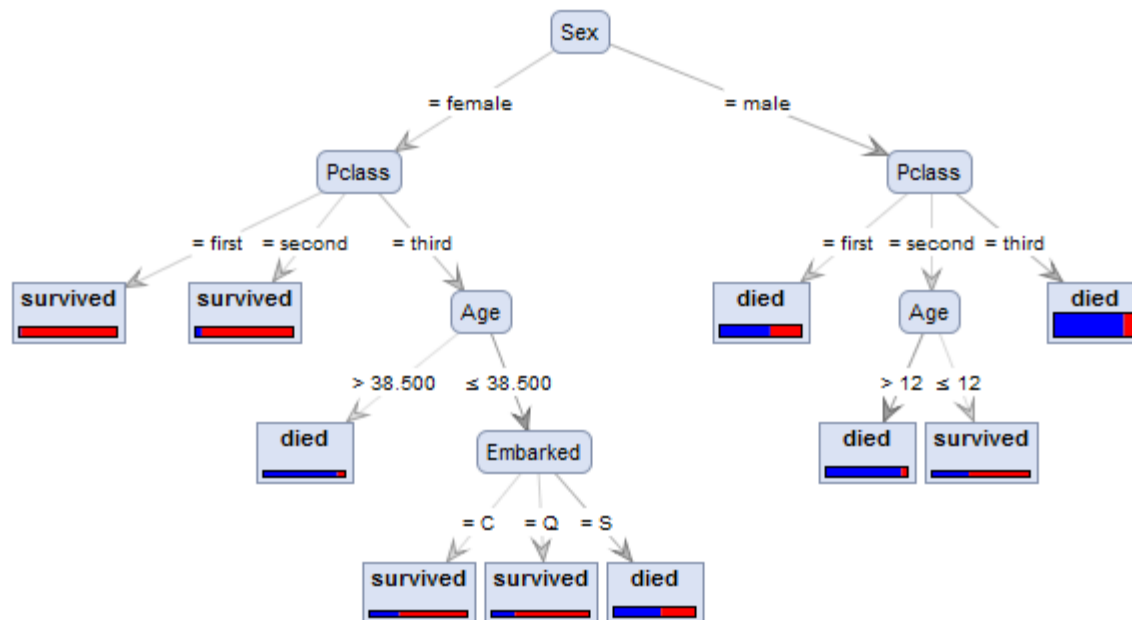 Sex
= female = male
Pclass Pclass
= first = second = third = first = second = third
survived survived Age died Age died
> 38.500 ≤ 38.500 > 12 ≤ 12
died Embarked died survived
= C = Q = S
survived survived died